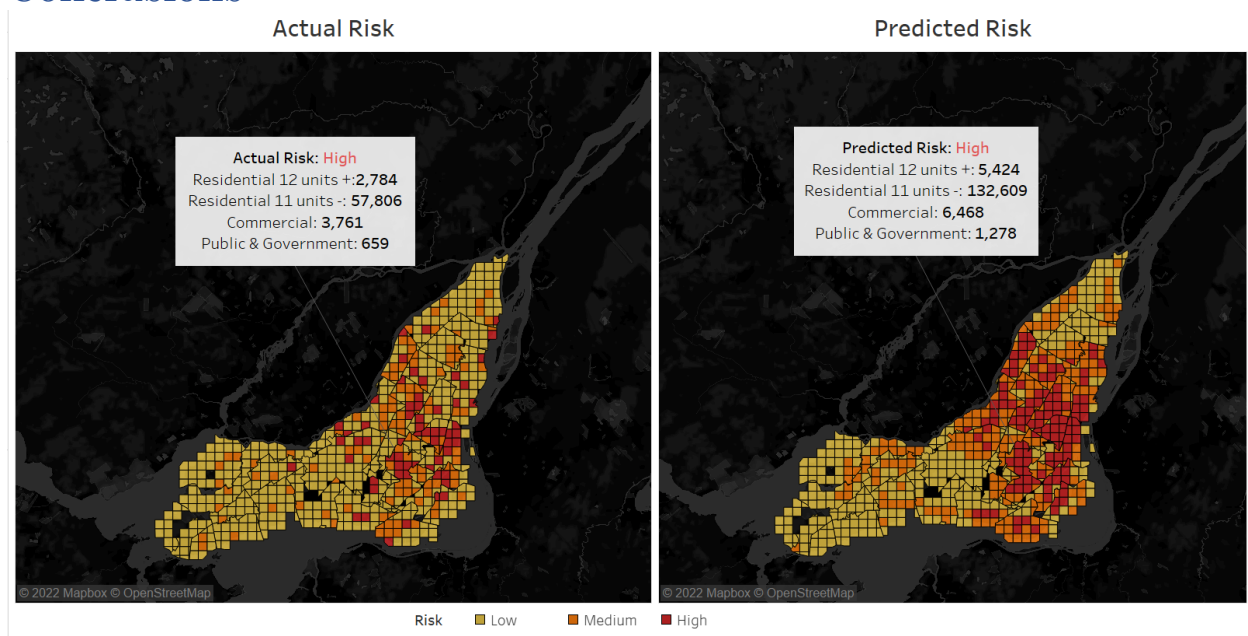 Conclusions
Actual Risk
Predicted Risk
Actual Risk: High
Residential 12 units +:2,784
Residential 11 units -: 57,806
Commercial: 3,761
Public & Government: 659
Predicted Risk: High
Residential 12 units +: 5,424
Residential 11 units -: 132,609
Commercial: 6,468
Public & Government: 1,278
© 2022 Mapbox © OpenStreetMap
© 2022 Mapbox © OpenStreetMap
Risk Low Medium High